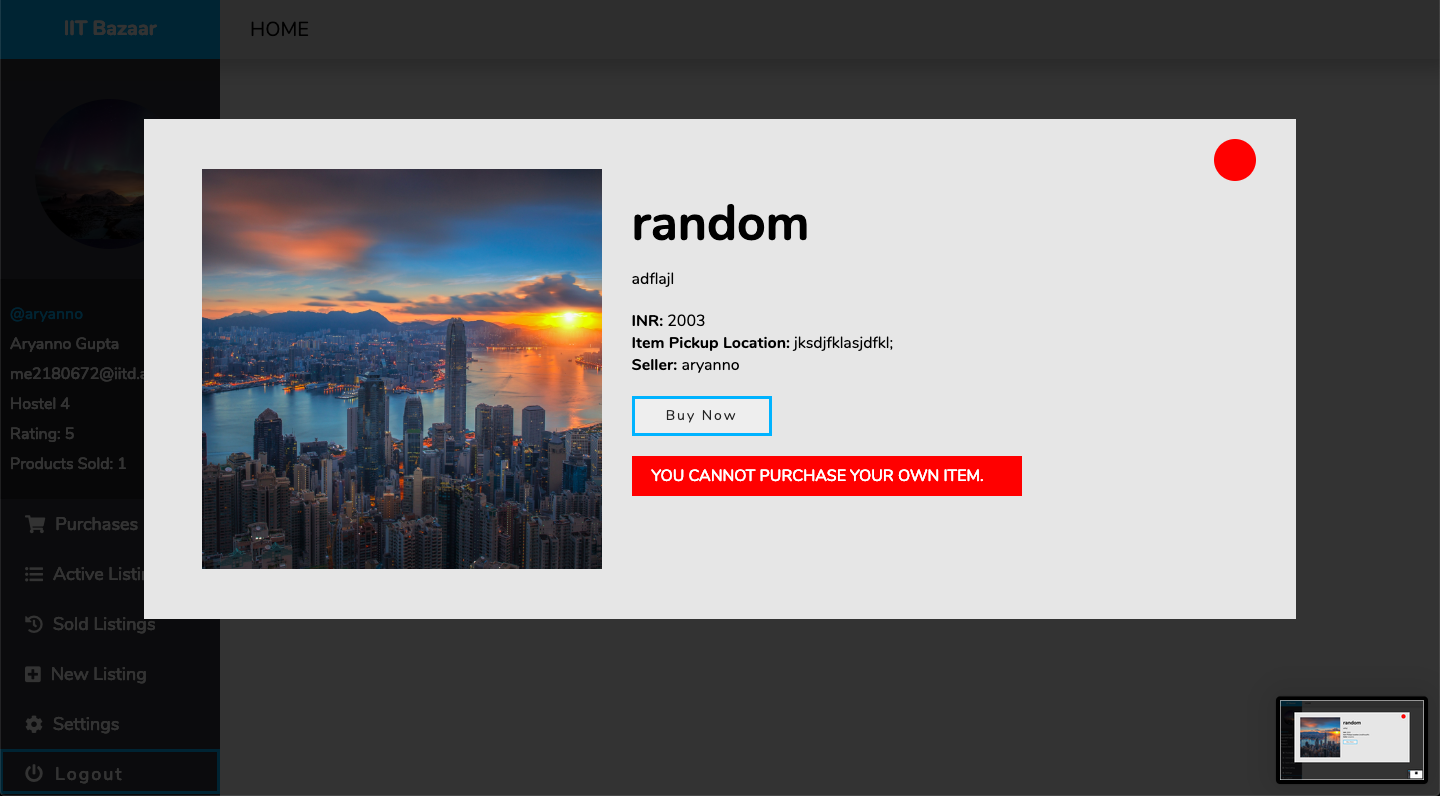 IIT Bazaar
HOME
@aryanno
Aryanno Gupta
me2180672@iitd.a
Hostel 4
Rating: 5
Products Sold: 1
Purchases
Active Listi
Sold Listings
New Listing
Settings
Logout
random
adflajl
INR: 2003
Item Pickup Location: jksdjfklasjdfkl;
Seller: aryanno
Buy Now
YOU CANNOT PURCHASE YOUR OWN ITEM.
random